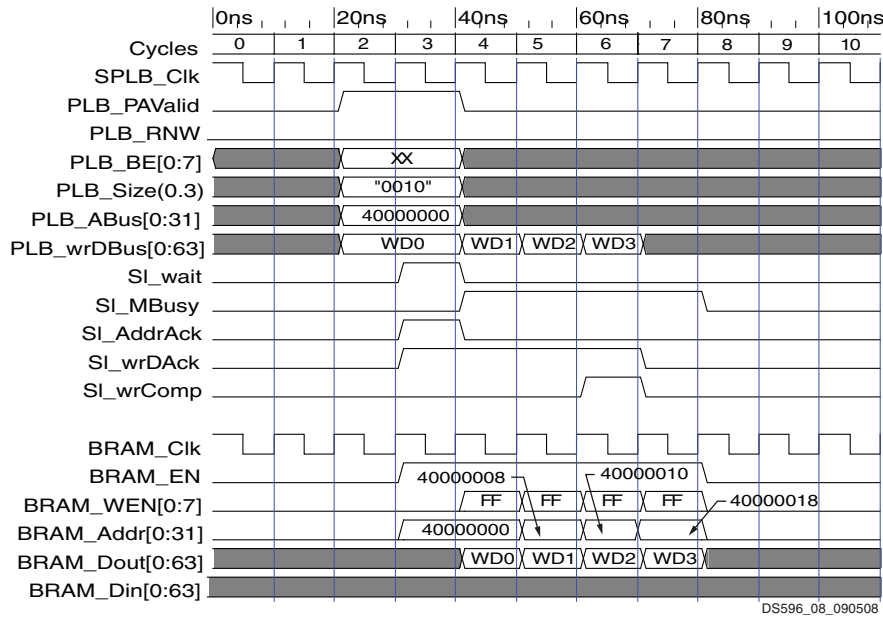 0ns 20ns 40ns 60ns 80ns 100ns
Cycles 0 1 2 3 4 5 6 7 8 9 10
SPLB_Clk
PLB_PAValid
PLB_RNW
PLB_BE[0:7] XX
PLB_Size(0.3) "0010"
PLB_ABus[0:31] 40000000
PLB_wrDBus[0:63] WD0 WD1 WD2 WD3
Sl_wait
Sl_MBusy
Sl_AddrAck
Sl_wrDAck
Sl_wrComp
BRAM_Clk
BRAM_EN
40000008 40000010
BRAM_WEN[0:7] FF FF FF FF 40000018
BRAM_Addr[0:31] 40000000
BRAM_Dout[0:63] WD0 WD1 WD2 WD3
BRAM_Din[0:63]
DS596_08_090508